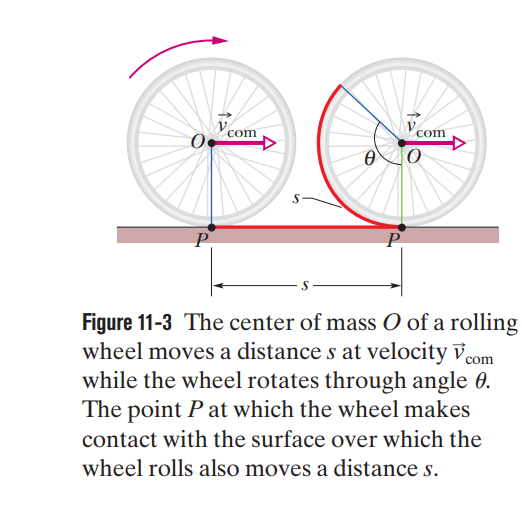 v⃗com
v⃗com
O
θ
O
s
P
P
s
Figure 11-3 The center of mass O of a rolling
wheel moves a distance s at velocity v⃗com
while the wheel rotates through angle θ.
The point P at which the wheel makes
contact with the surface over which the
wheel rolls also moves a distance s.